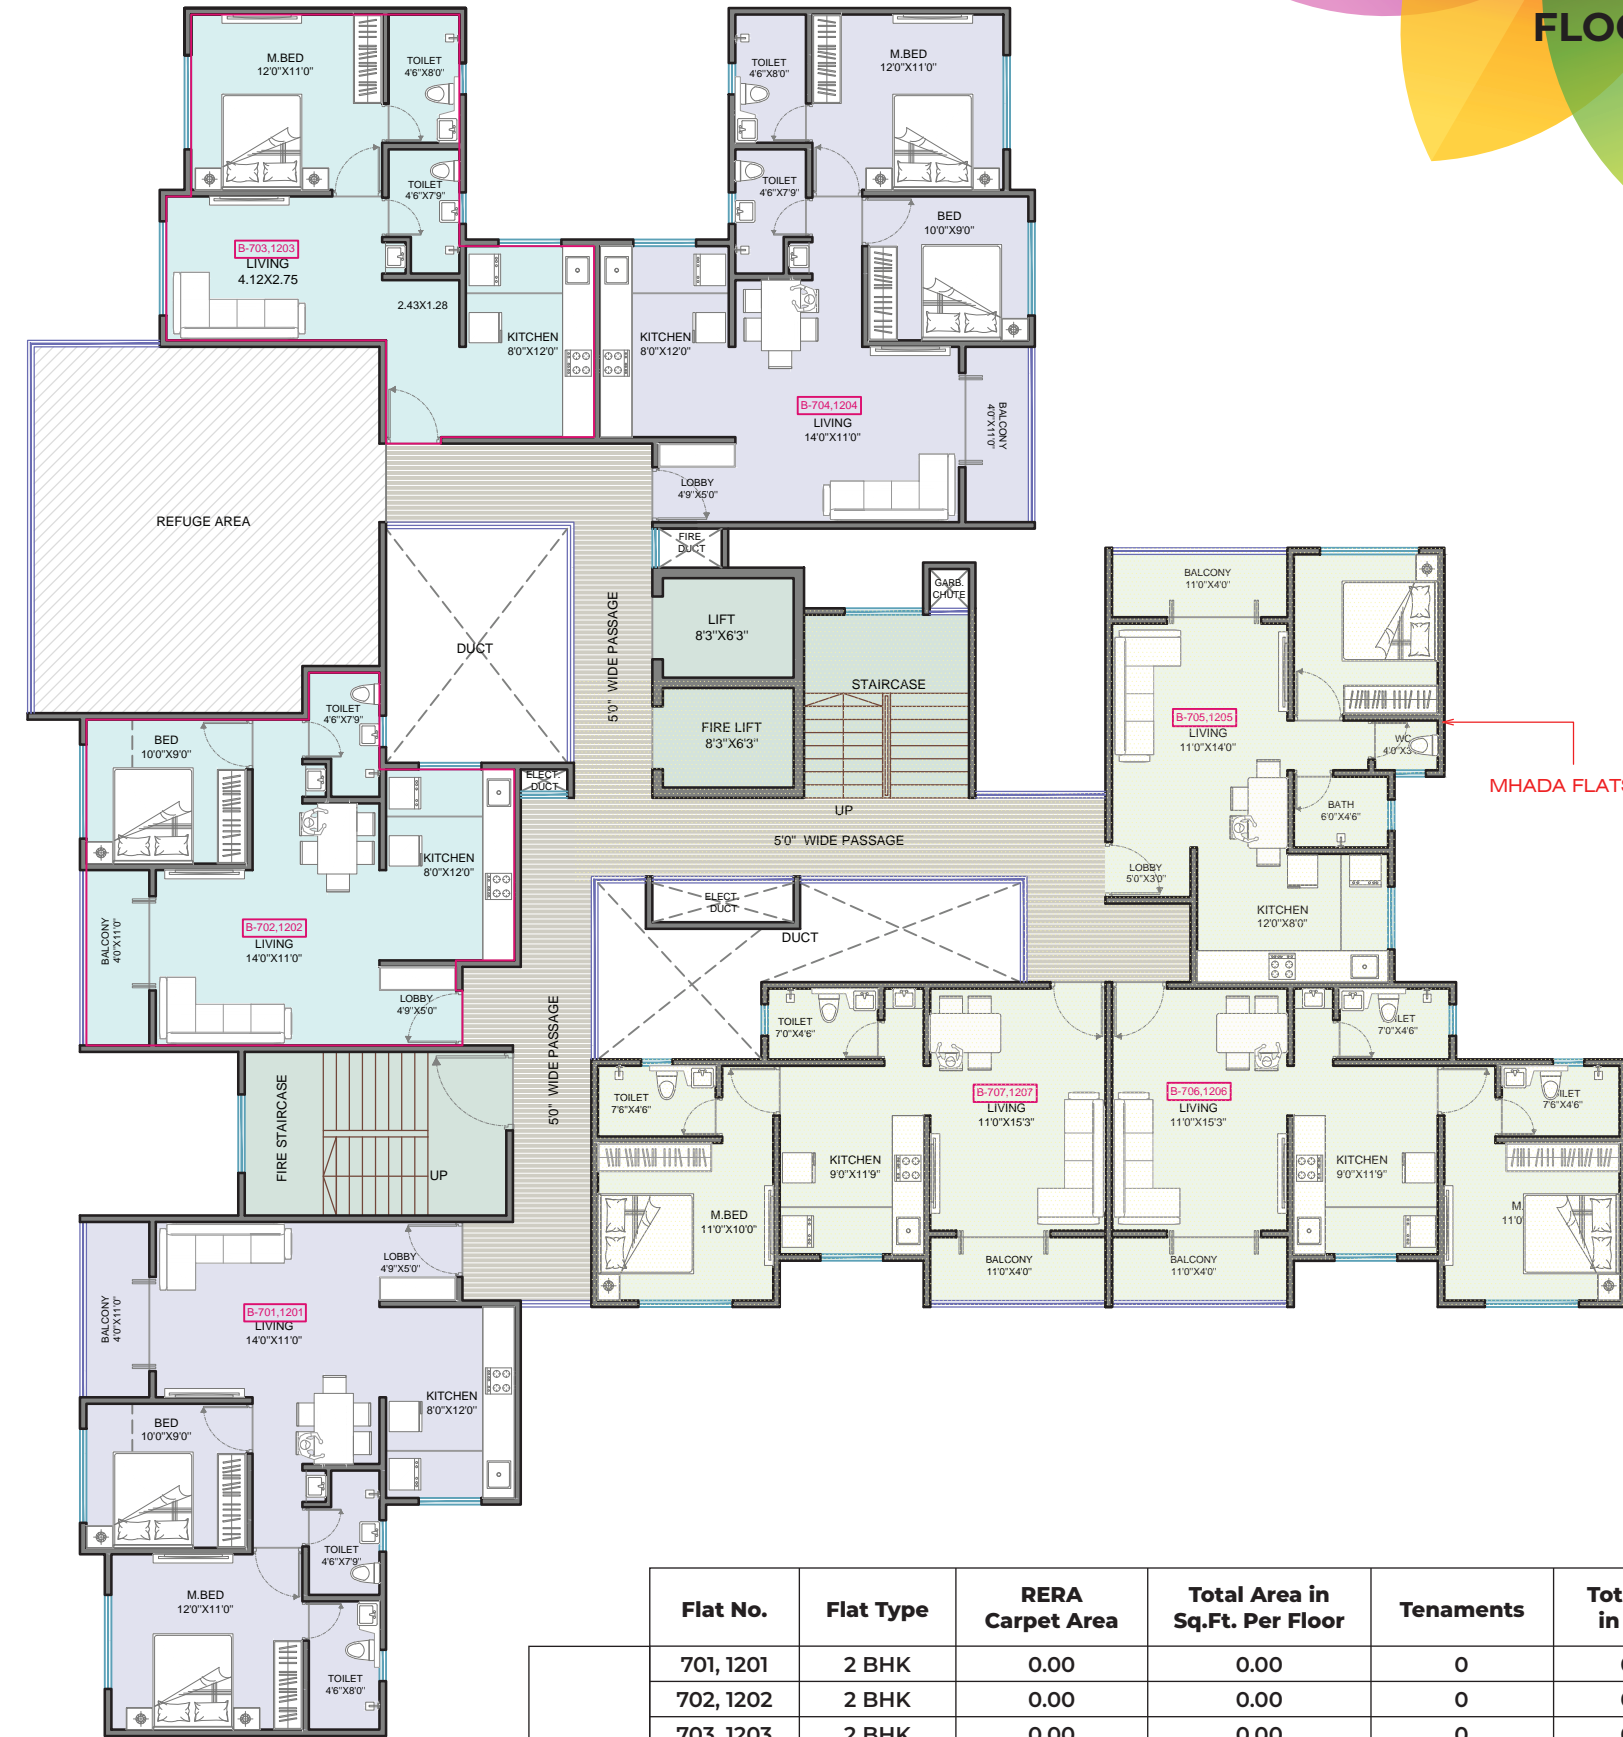 FLOO
M.BED
12'0"X11'0"
TOILET
4'6"X8'0"
TOILET
4'6"X7'9"
B-703,1203
LIVING
4.12X2.75
2.43X1.28
KITCHEN
8'0"X12'0"
TOILET
4'6"X8'0"
M.BED
12'0"X11'0"
TOILET
4'6"X7'9"
BED
10'0"X9'0"
KITCHEN
8'0"X12'0"
B-704,1204
LIVING
14'0"X11'0"
BALCONY
4'0"X11'0"
LOBBY
4'9"X5'0"
REFUGE AREA
DUCT
5'0" WIDE PASSAGE
FIRE
DUCT
LIFT
8'3"X6'3"
FIRE LIFT
8'3"X6'3"
GARB.
CHUTE
STAIRCASE
UP
5'0" WIDE PASSAGE
BALCONY
11'0"X4'0"
B-705,1205
LIVING
11'0"X14'0"
WC
BATH
6'0"X4'6"
LOBBY
5'0"X3'0"
KITCHEN
12'0"X8'0"
MHADA FLATS
TOILET
4'6"X7'9"
BED
10'0"X9'0"
ELECT.
DUCT
KITCHEN
8'0"X12'0"
B-702,1202
LIVING
14'0"X11'0"
BALCONY
4'0"X11'0"
LOBBY
4'9"X5'0"
5'0" WIDE PASSAGE
ELECT.
DUCT
DUCT
FIRE STAIRCASE
UP
TOILET
7'0"X4'6"
TOILET
7'6"X4'6"
B-707,1207
LIVING
11'0"X15'3"
KITCHEN
9'0"X11'9"
M.BED
11'0"X10'0"
BALCONY
11'0"X4'0"
B-706,1206
LIVING
11'0"X15'3"
7'0"X4'6"
7'6"X4'6"
KITCHEN
9'0"X11'9"
BALCONY
11'0"X4'0"
LOBBY
4'9"X5'0"
B-701,1201
LIVING
14'0"X11'0"
BALCONY
4'0"X11'0"
KITCHEN
8'0"X12'0"
BED
10'0"X9'0"
TOILET
4'6"X7'9"
M.BED
12'0"X11'0"
TOILET
4'6"X8'0"
Flat No. Flat Type RERA Carpet Area Total Area in Sq.Ft. Per Floor Tenaments
701, 1201 2 BHK 0.00 0.00 0
702, 1202 2 BHK 0.00 0.00 0
703, 1203 2 BHK 0.00 0.00 0